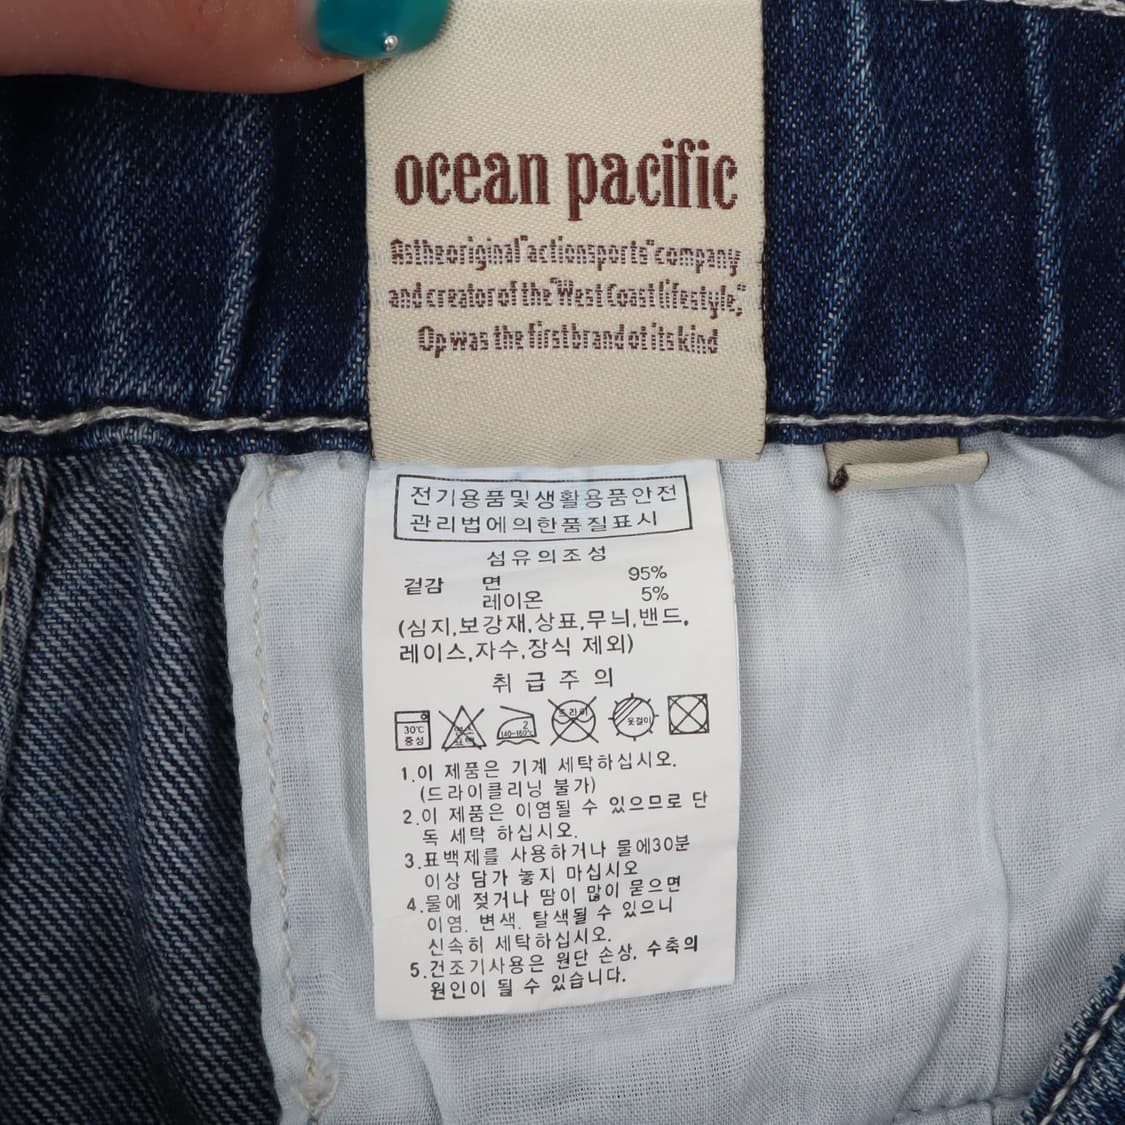 ocean pacific
As the original "action sports" company
and creator of the "West Coast lifestyle,"
Op was the first brand of its kind
전기용품및생활용품안전
관리법에의한품질표시
섬유의조성
겉감 면 95%
레이온 5%
(심지,보강재,상표,무늬,밴드,
레이스,자수,장식 제외)
취급주의
30℃ 중성 2 140~160℃ 드라이 옷걸이
1.이 제품은 기계 세탁하십시오.
(드라이클리닝 불가)
2.이 제품은 이염될 수 있으므로 단
독 세탁 하십시오.
3.표백제를 사용하거나 물에30분
이상 담가 놓지 마십시오
4.물에 젖거나 땀이 많이 묻으면
이염. 변색. 탈색될 수 있으니
신속히 세탁하십시오.
5.건조기사용은 원단 손상, 수축의
원인이 될 수 있습니다.